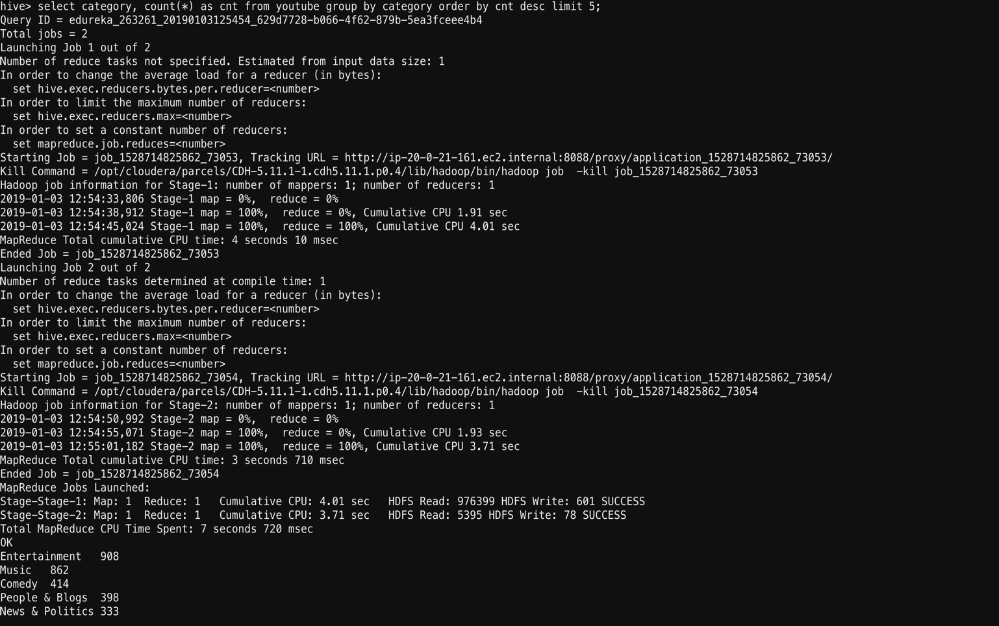 hive> select category, count(*) as cnt from youtube group by category order by cnt desc limit 5;
Query ID = edureka_263261_20190103125454_629d7728-b066-4f62-879b-5ea3fceee4b4
Total jobs = 2
Launching Job 1 out of 2
Number of reduce tasks not specified. Estimated from input data size: 1
In order to change the average load for a reducer (in bytes):
  set hive.exec.reducers.bytes.per.reducer=<number>
In order to limit the maximum number of reducers:
  set hive.exec.reducers.max=<number>
In order to set a constant number of reducers:
  set mapreduce.job.reduces=<number>
Starting Job = job_1528714825862_73053, Tracking URL = http://ip-20-0-21-161.ec2.internal:8088/proxy/application_1528714825862_73053/
Kill Command = /opt/cloudera/parcels/CDH-5.11.1-1.cdh5.11.1.p0.4/lib/hadoop/bin/hadoop job  -kill job_1528714825862_73053
Hadoop job information for Stage-1: number of mappers: 1; number of reducers: 1
2019-01-03 12:54:33,806 Stage-1 map = 0%,  reduce = 0%
2019-01-03 12:54:38,912 Stage-1 map = 100%,  reduce = 0%, Cumulative CPU 1.91 sec
2019-01-03 12:54:45,024 Stage-1 map = 100%,  reduce = 100%, Cumulative CPU 4.01 sec
MapReduce Total cumulative CPU time: 4 seconds 10 msec
Ended Job = job_1528714825862_73053
Launching Job 2 out of 2
Number of reduce tasks determined at compile time: 1
In order to change the average load for a reducer (in bytes):
  set hive.exec.reducers.bytes.per.reducer=<number>
In order to limit the maximum number of reducers:
  set hive.exec.reducers.max=<number>
In order to set a constant number of reducers:
  set mapreduce.job.reduces=<number>
Starting Job = job_1528714825862_73054, Tracking URL = http://ip-20-0-21-161.ec2.internal:8088/proxy/application_1528714825862_73054/
Kill Command = /opt/cloudera/parcels/CDH-5.11.1-1.cdh5.11.1.p0.4/lib/hadoop/bin/hadoop job  -kill job_1528714825862_73054
Hadoop job information for Stage-2: number of mappers: 1; number of reducers: 1
2019-01-03 12:54:50,992 Stage-2 map = 0%,  reduce = 0%
2019-01-03 12:54:55,071 Stage-2 map = 100%,  reduce = 0%, Cumulative CPU 1.93 sec
2019-01-03 12:55:01,182 Stage-2 map = 100%,  reduce = 100%, Cumulative CPU 3.71 sec
MapReduce Total cumulative CPU time: 3 seconds 710 msec
Ended Job = job_1528714825862_73054
MapReduce Jobs Launched:
Stage-Stage-1: Map: 1  Reduce: 1   Cumulative CPU: 4.01 sec   HDFS Read: 976399 HDFS Write: 601 SUCCESS
Stage-Stage-2: Map: 1  Reduce: 1   Cumulative CPU: 3.71 sec   HDFS Read: 5395 HDFS Write: 78 SUCCESS
Total MapReduce CPU Time Spent: 7 seconds 720 msec
OK
Entertainment   908
Music   862
Comedy  414
People & Blogs  398
News & Politics 333